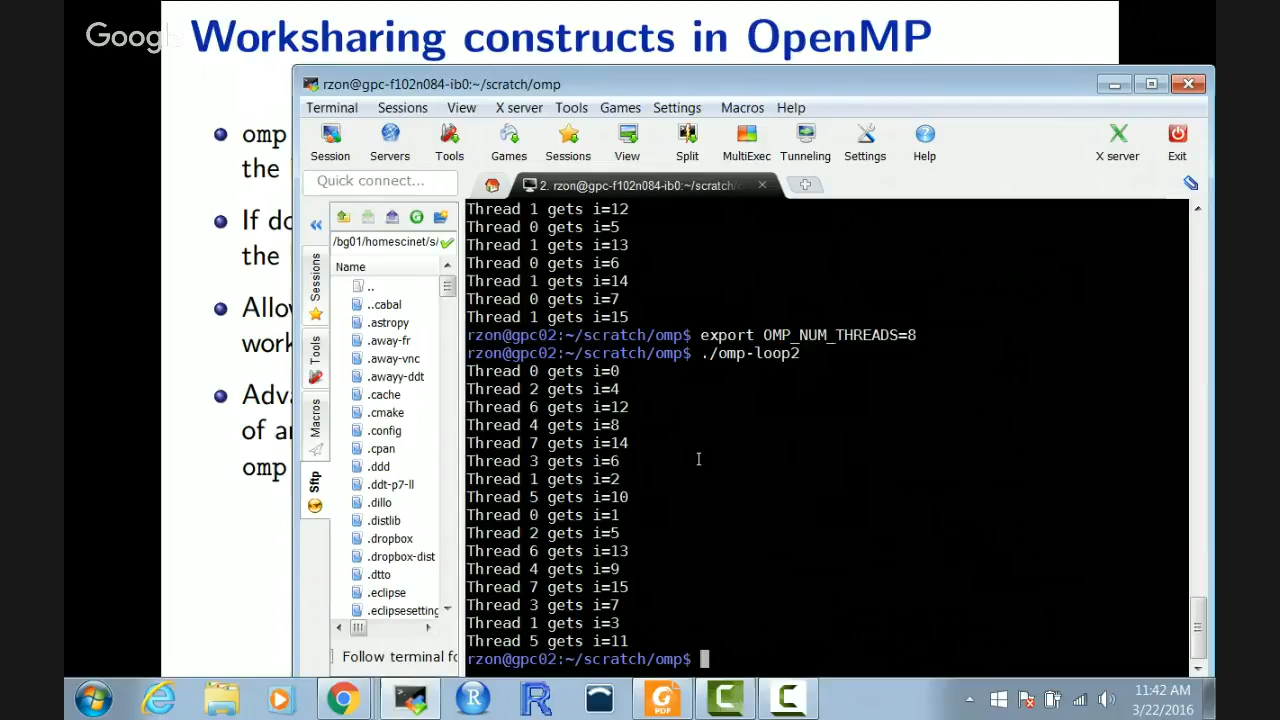 Google
Worksharing constructs in OpenMP
rzon@gpc-f102n084-ib0:~/scratch/omp
Terminal Sessions View X server Tools Games Settings Macros Help
Session Servers Tools Games Sessions View Split MultiExec Tunneling Settings Help X server Exit
Quick connect...
2. rzon@gpc-f102n084-ib0:~/scratch/
omp
the
If do
the
Allo
work
Adva
of a
omp
Sessions
Tools
Macros
Sftp
/bg01/homescinet/s/
Name
..
..cabal
.astropy
.away-fr
.away-vnc
.awayy-ddt
.cache
.cmake
.config
.cpan
.ddd
.ddt-p7-ll
.dillo
.distlib
.dropbox
.dropbox-dist
.dtto
.eclipse
.eclipsesetting
Follow terminal fo
Thread 1 gets i=12
Thread 0 gets i=5
Thread 1 gets i=13
Thread 0 gets i=6
Thread 1 gets i=14
Thread 0 gets i=7
Thread 1 gets i=15
rzon@gpc02:~/scratch/omp$ export OMP_NUM_THREADS=8
rzon@gpc02:~/scratch/omp$ ./omp-loop2
Thread 0 gets i=0
Thread 2 gets i=4
Thread 6 gets i=12
Thread 4 gets i=8
Thread 7 gets i=14
Thread 3 gets i=6
Thread 1 gets i=2
Thread 5 gets i=10
Thread 0 gets i=1
Thread 2 gets i=5
Thread 6 gets i=13
Thread 4 gets i=9
Thread 7 gets i=15
Thread 3 gets i=7
Thread 1 gets i=3
Thread 5 gets i=11
rzon@gpc02:~/scratch/omp$
PDF
11:42 AM
3/22/2016